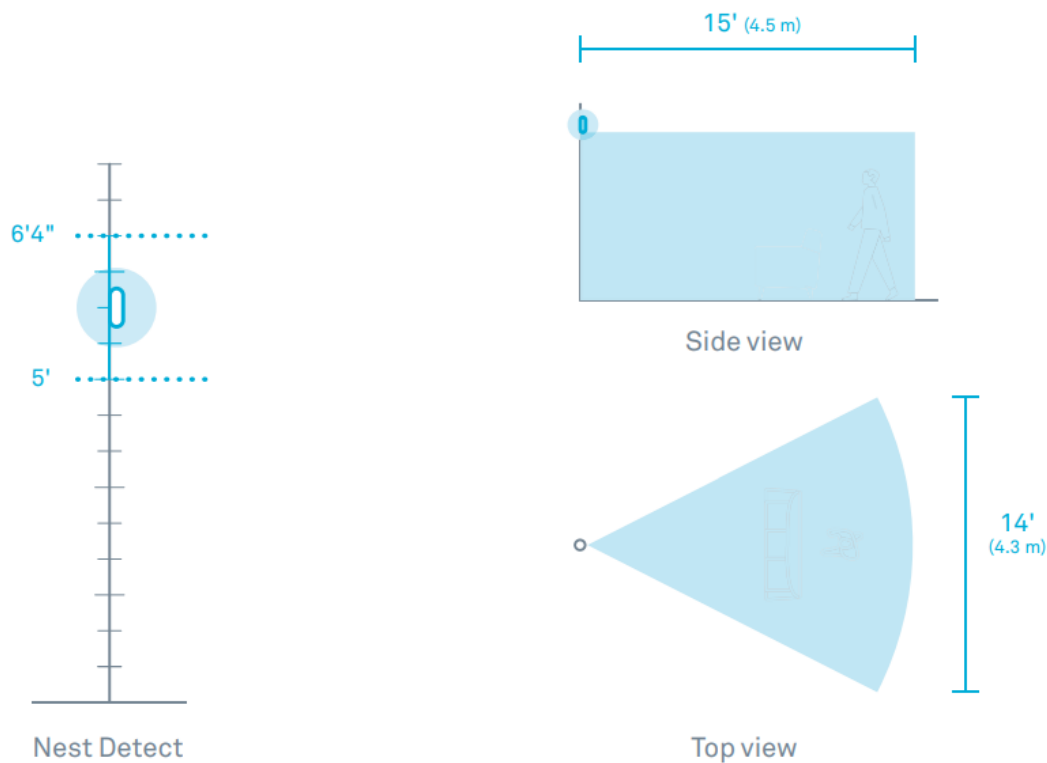 6'4"
5'
Nest Detect
15' (4.5 m)
Side view
14'
(4.3 m)
Top view